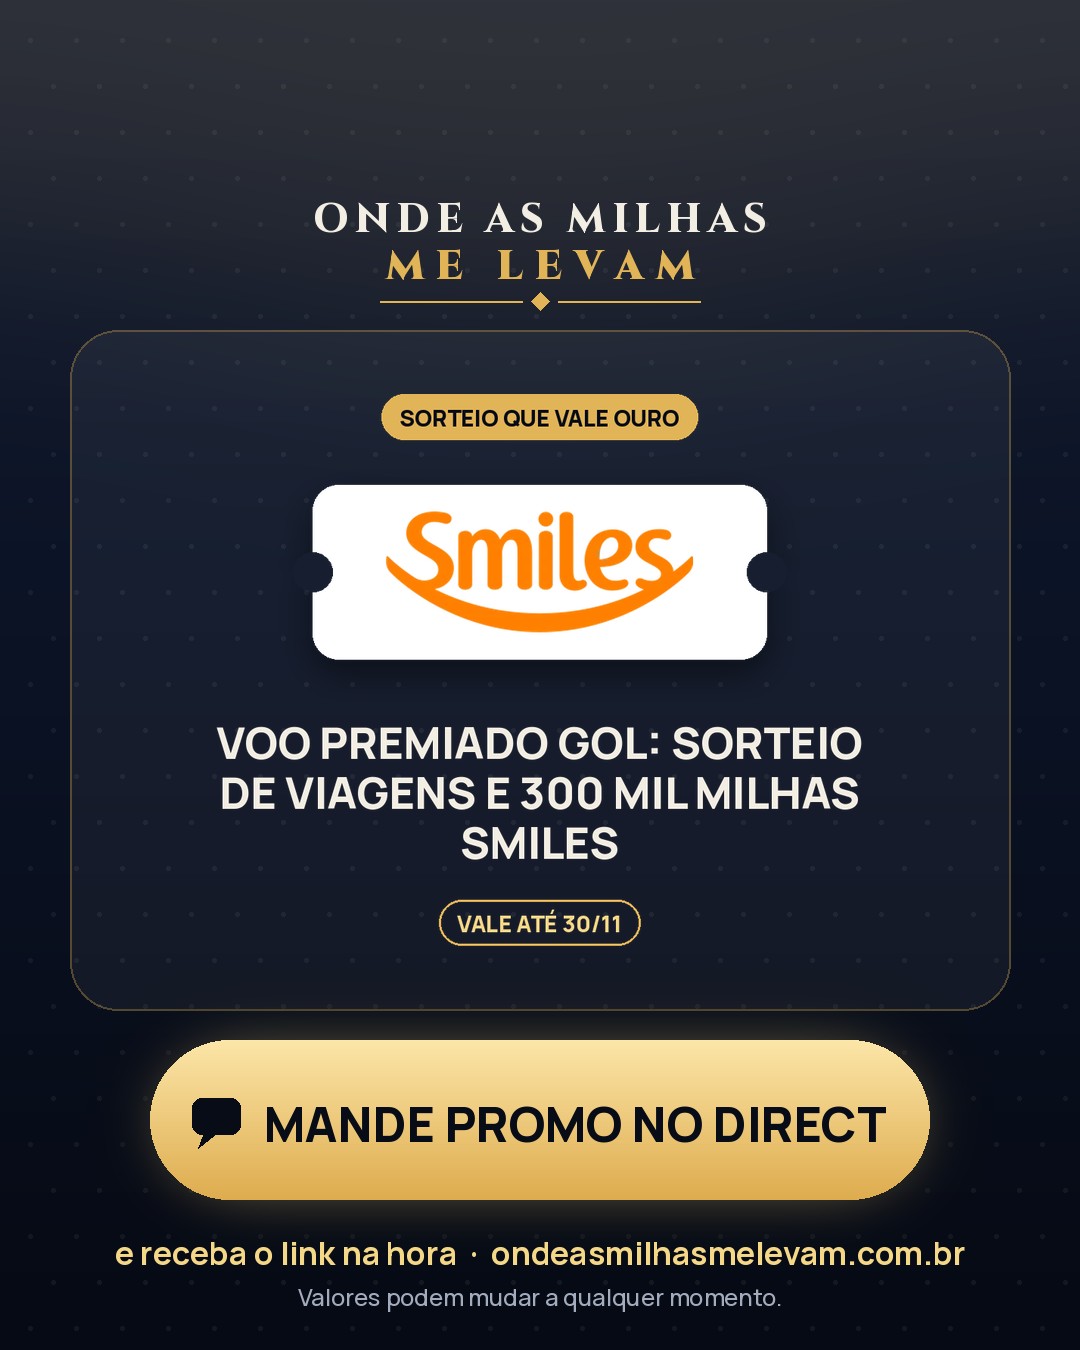 ONDE AS MILHAS
ME LEVAM
SORTEIO QUE VALE OURO
Smiles
VOO PREMIADO GOL: SORTEIO
DE VIAGENS E 300 MIL MILHAS
SMILES
VALE ATÉ 30/11
MANDE PROMO NO DIRECT
e receba o link na hora · ondeasmilhasmelevam.com.br
Valores podem mudar a qualquer momento.